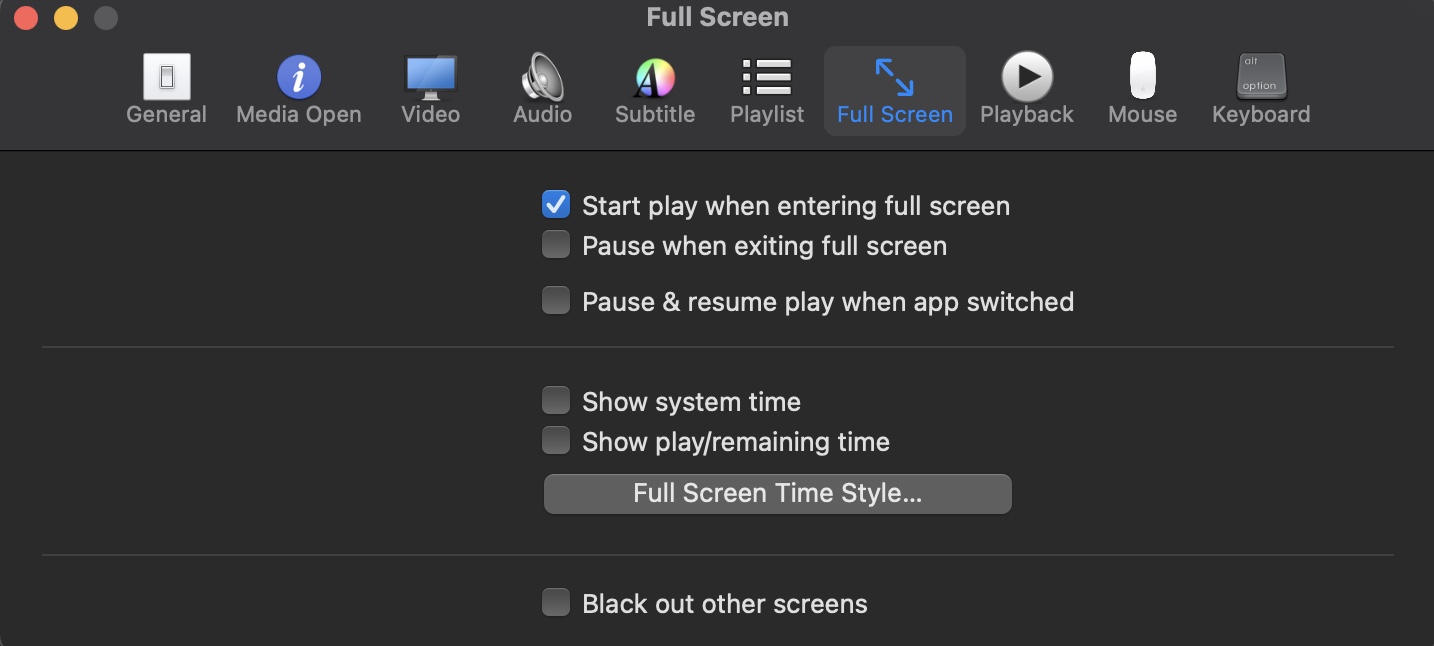 Full Screen
General Media Open Video Audio Subtitle Playlist Full Screen Playback Mouse alt option Keyboard
Start play when entering full screen
Pause when exiting full screen
Pause & resume play when app switched
Show system time
Show play/remaining time
Full Screen Time Style...
Black out other screens